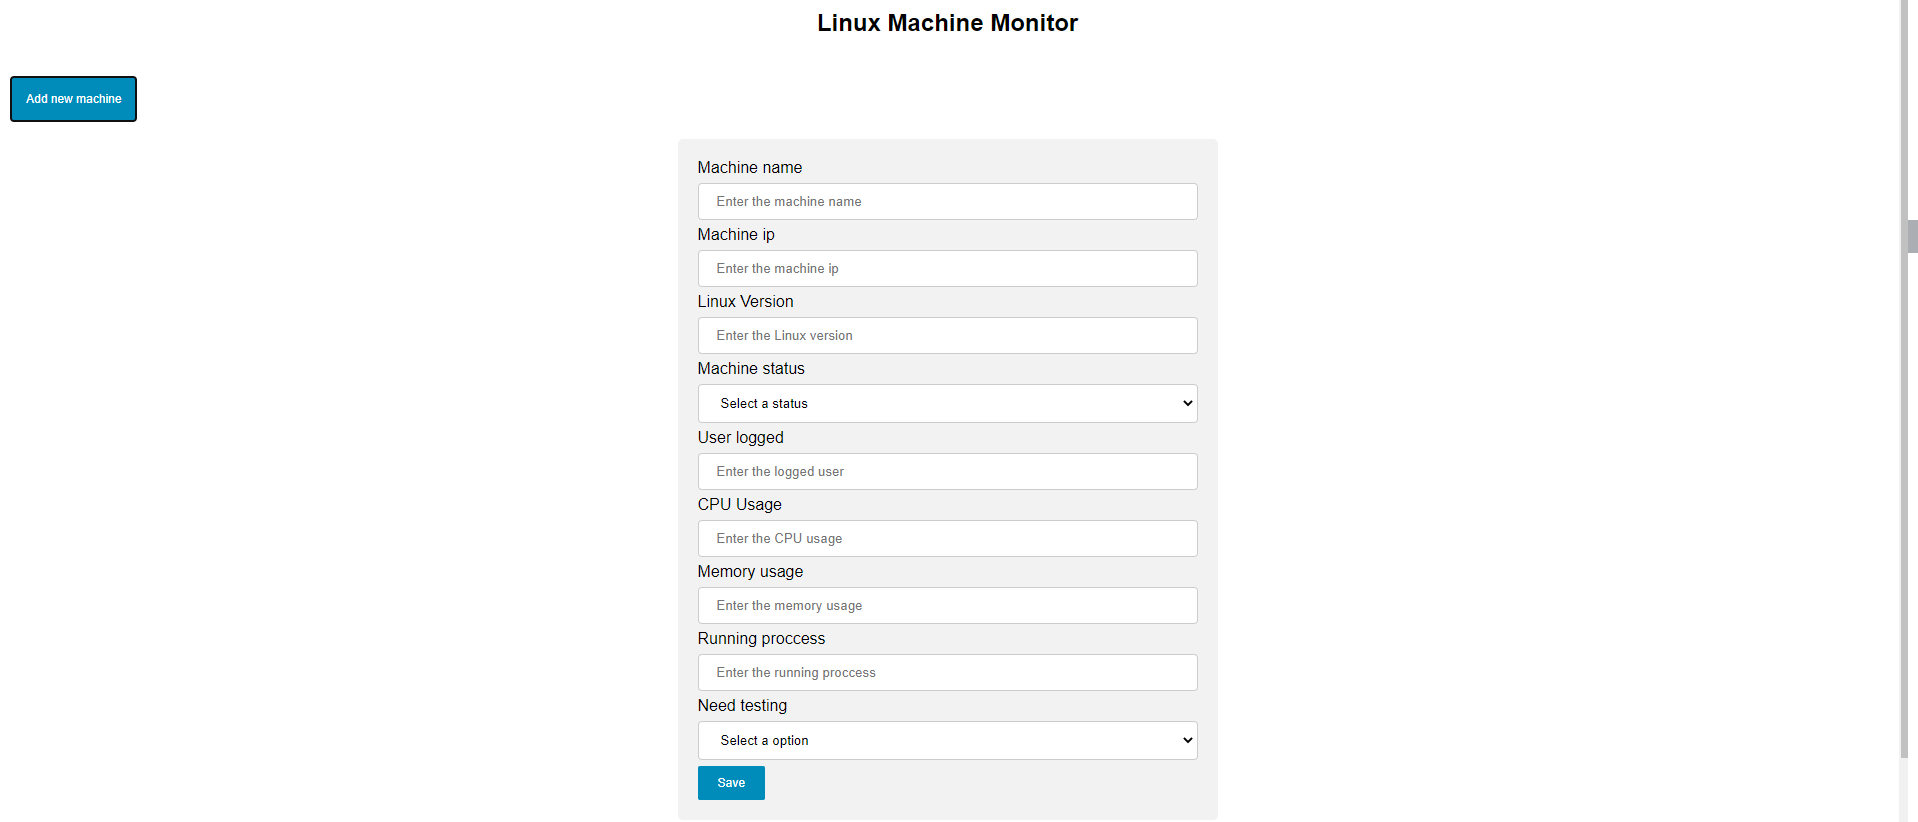 Linux Machine Monitor
Add new machine
Machine name
Enter the machine name
Machine ip
Enter the machine ip
Linux Version
Enter the Linux version
Machine status
Select a status
User logged
Enter the logged user
CPU Usage
Enter the CPU usage
Memory usage
Enter the memory usage
Running proccess
Enter the running proccess
Need testing
Select a option
Save